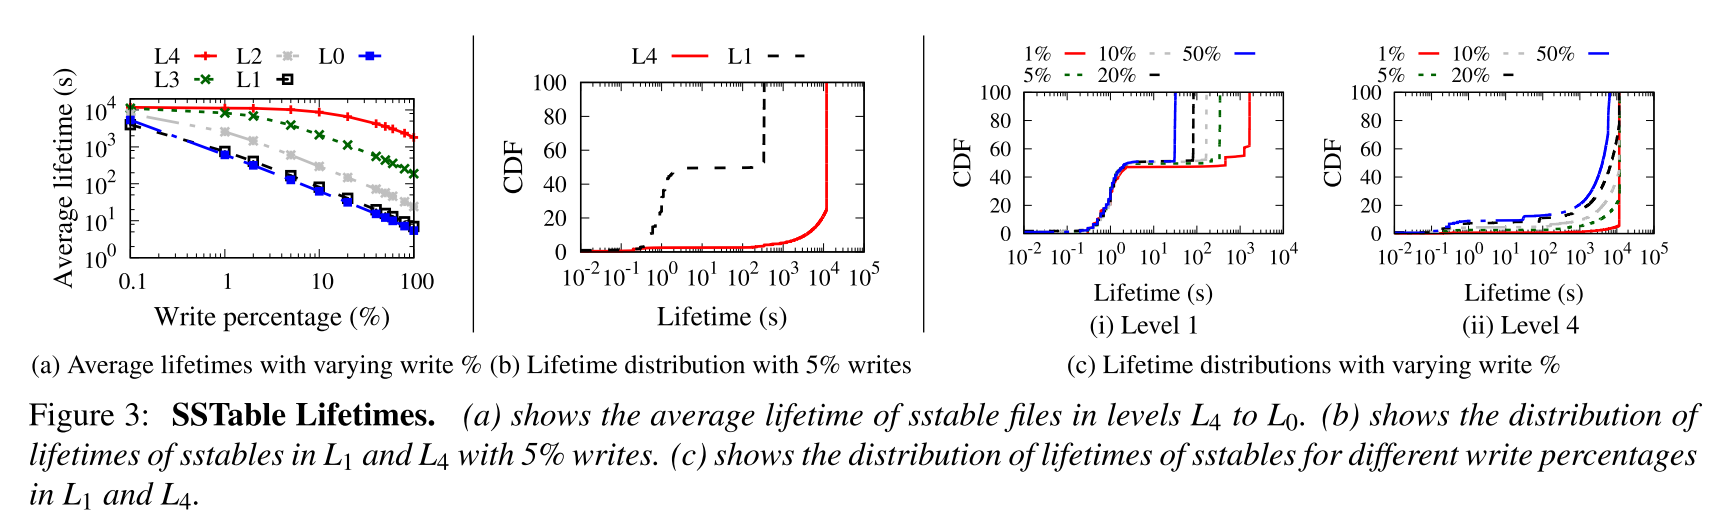 L4 L2 L0
L3 L1
Average lifetime (s)
10^4
10^3
10^2
10^1
10^0
0.1 1 10 100
Write percentage (%)
(a) Average lifetimes with varying write %
L4 L1
CDF
100
80
60
40
20
0
10^-2 10^-1 10^0 10^1 10^2 10^3 10^4 10^5
Lifetime (s)
(b) Lifetime distribution with 5% writes
1% 10% 50%
5% 20%
CDF
100
80
60
40
20
0
10^-2 10^-1 10^0 10^1 10^2 10^3 10^4
Lifetime (s)
(i) Level 1
1% 10% 50%
5% 20%
CDF
100
80
60
40
20
0
10^-2 10^-1 10^0 10^1 10^2 10^3 10^4 10^5
Lifetime (s)
(ii) Level 4
(c) Lifetime distributions with varying write %
Figure 3: SSTable Lifetimes. (a) shows the average lifetime of sstable files in levels L4 to L0. (b) shows the distribution of
lifetimes of sstables in L1 and L4 with 5% writes. (c) shows the distribution of lifetimes of sstables for different write percentages
in L1 and L4.